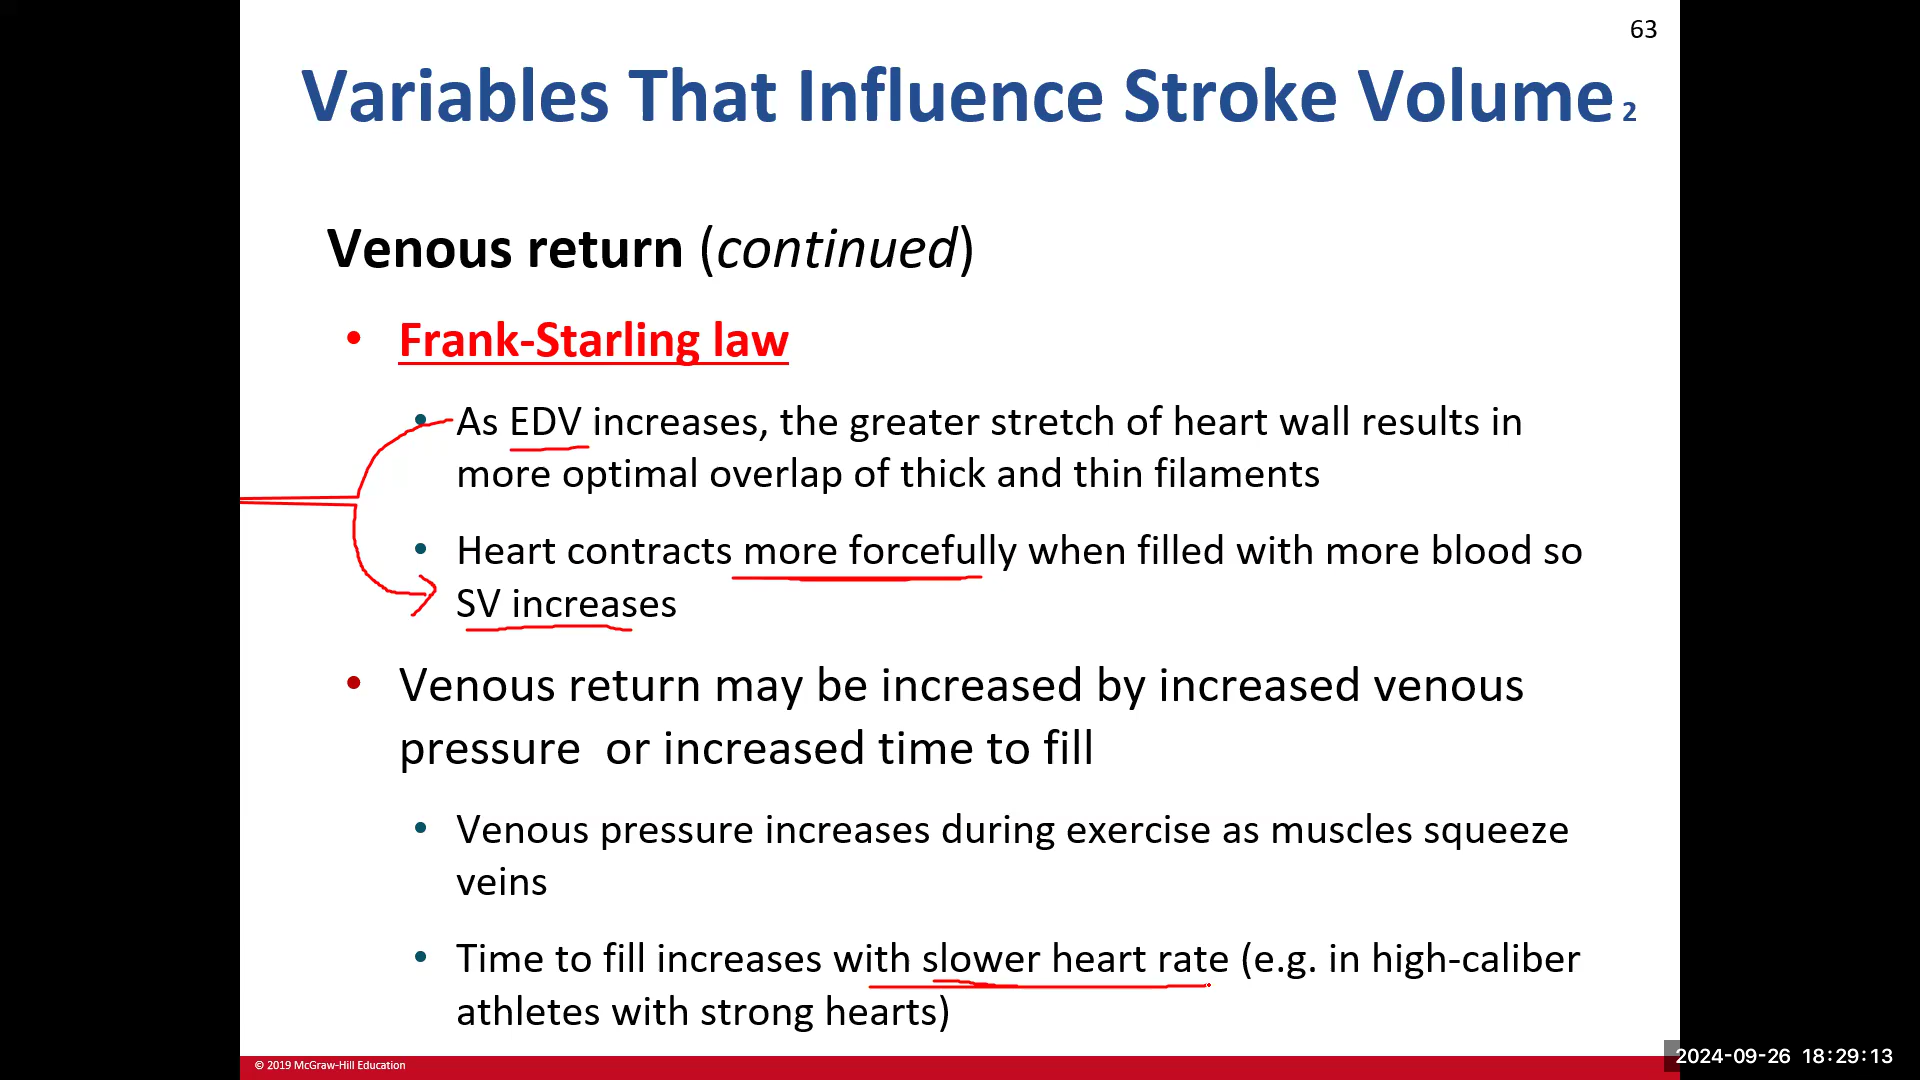 63
Variables That Influence Stroke Volume 2
Venous return (continued)
• Frank-Starling law
• As EDV increases, the greater stretch of heart wall results in
more optimal overlap of thick and thin filaments
• Heart contracts more forcefully when filled with more blood so
SV increases
• Venous return may be increased by increased venous
pressure  or increased time to fill
• Venous pressure increases during exercise as muscles squeeze
veins
• Time to fill increases with slower heart rate (e.g. in high-caliber
athletes with strong hearts)
© 2019 McGraw-Hill Education
2024-09-26 18:29:13